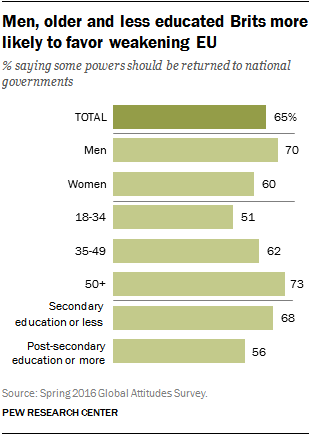 Men, older and less educated Brits more
likely to favor weakening EU
% saying some powers should be returned to national
governments
TOTAL 65%
Men 70
Women 60
18-34 51
35-49 62
50+ 73
Secondary
education or less 68
Post-secondary
education or more 56
Source: Spring 2016 Global Attitudes Survey.
PEW RESEARCH CENTER